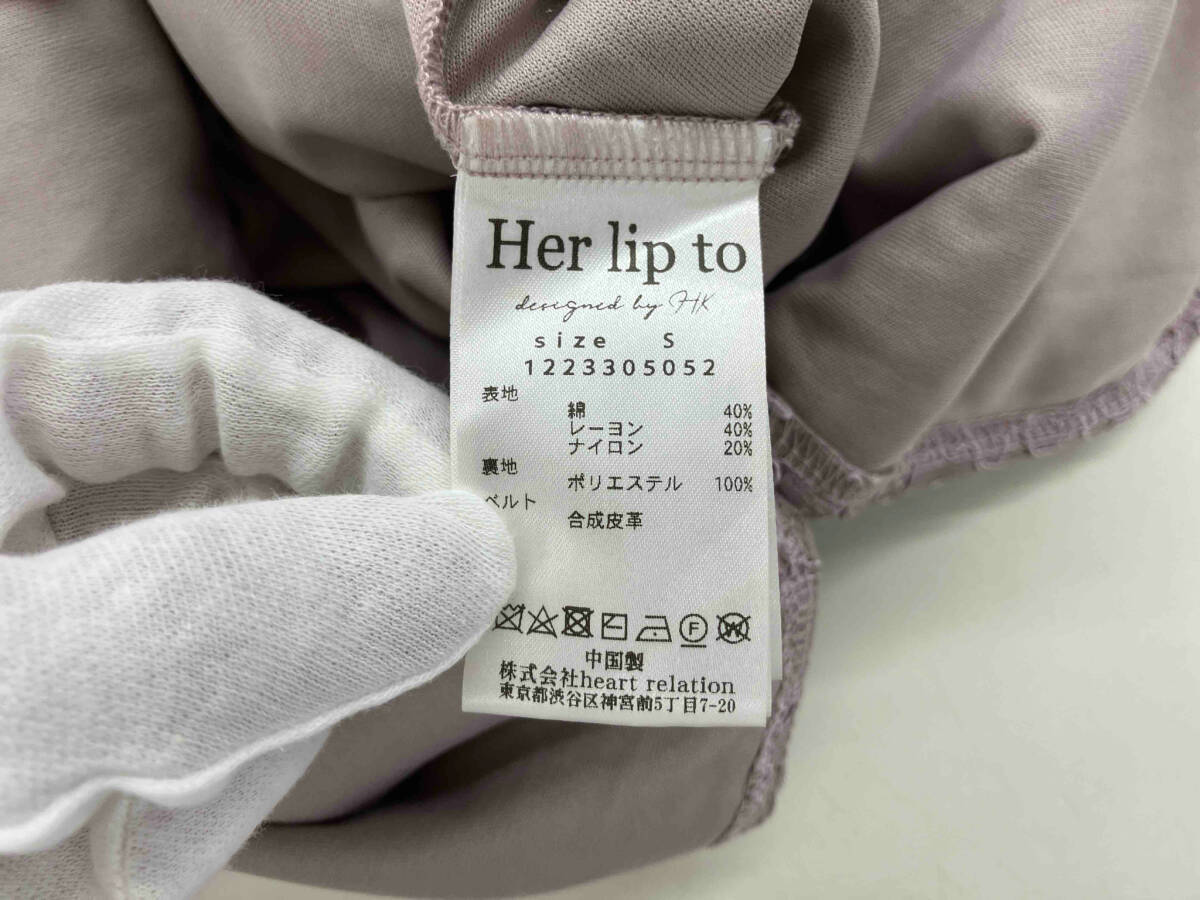 Her lip to
designed by HK
size S
1223305052
表地
綿 40%
レーヨン 40%
ナイロン 20%
裏地
ポリエステル 100%
ベルト
合成皮革
F W
中国製
株式会社heart relation
東京都渋谷区神宮前5丁目7-20